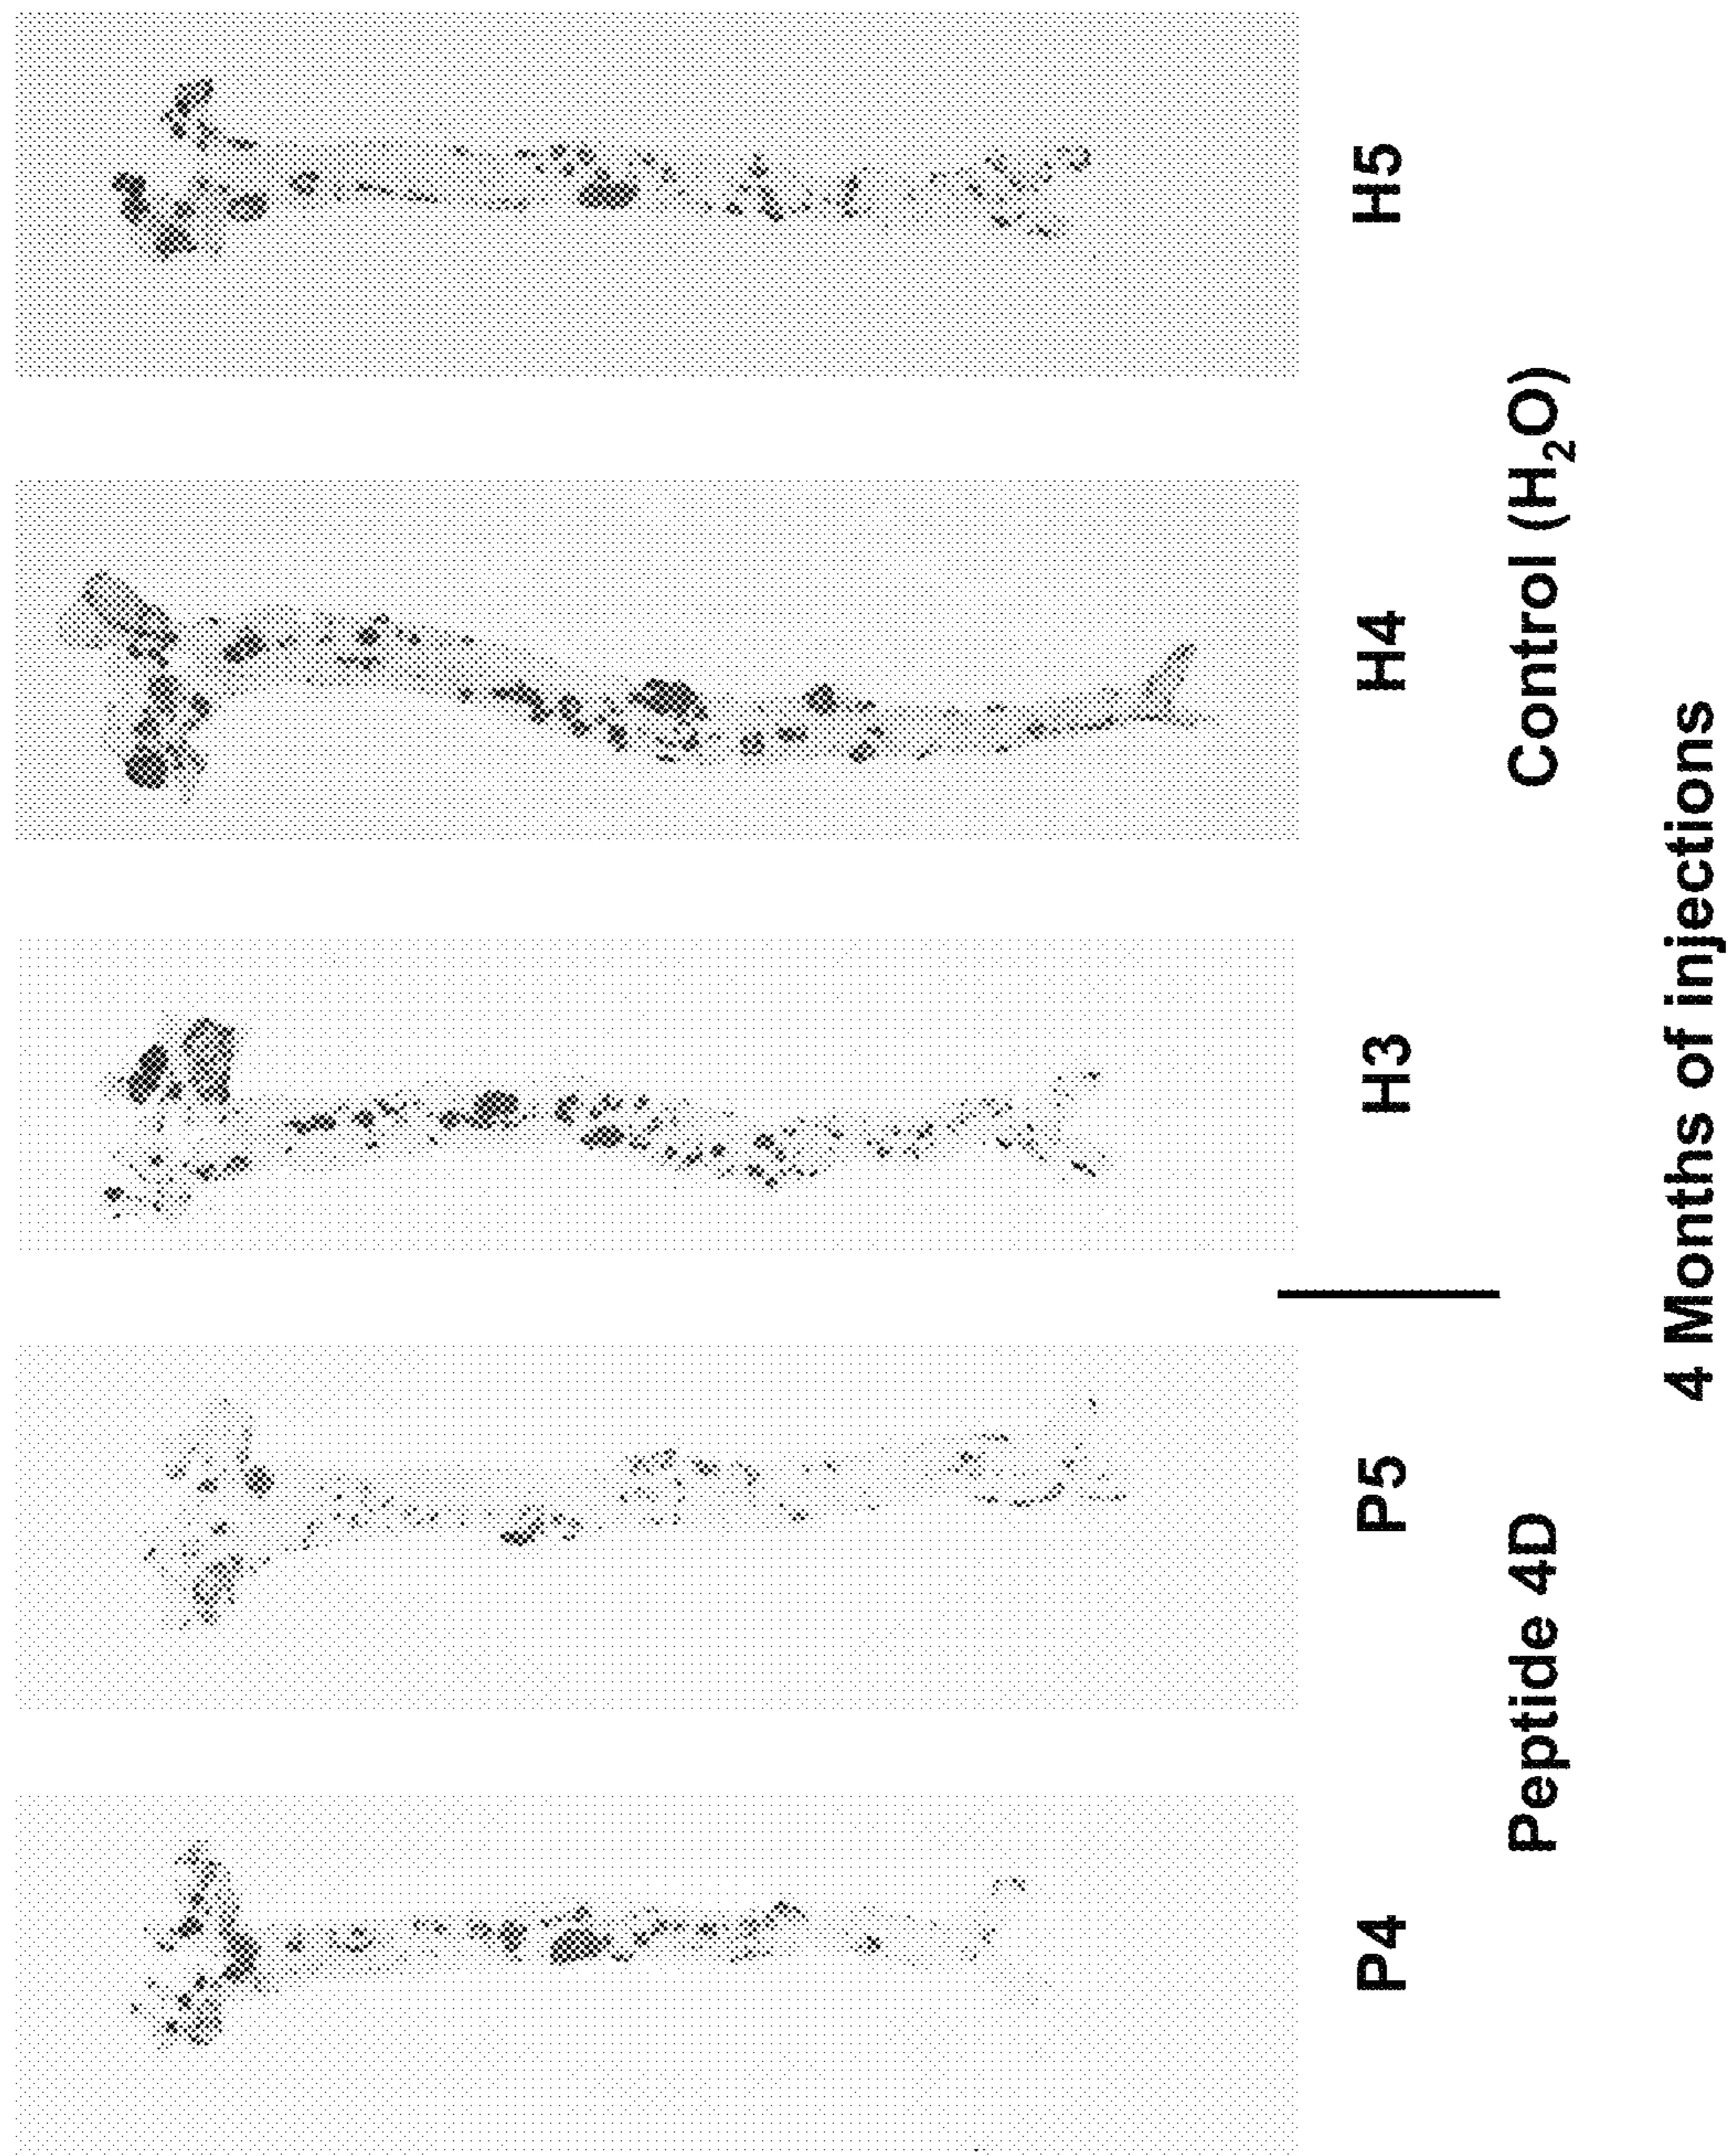 P4 P5 H3 H4 H5
Peptide 4D Control (H₂O)
4 Months of injections